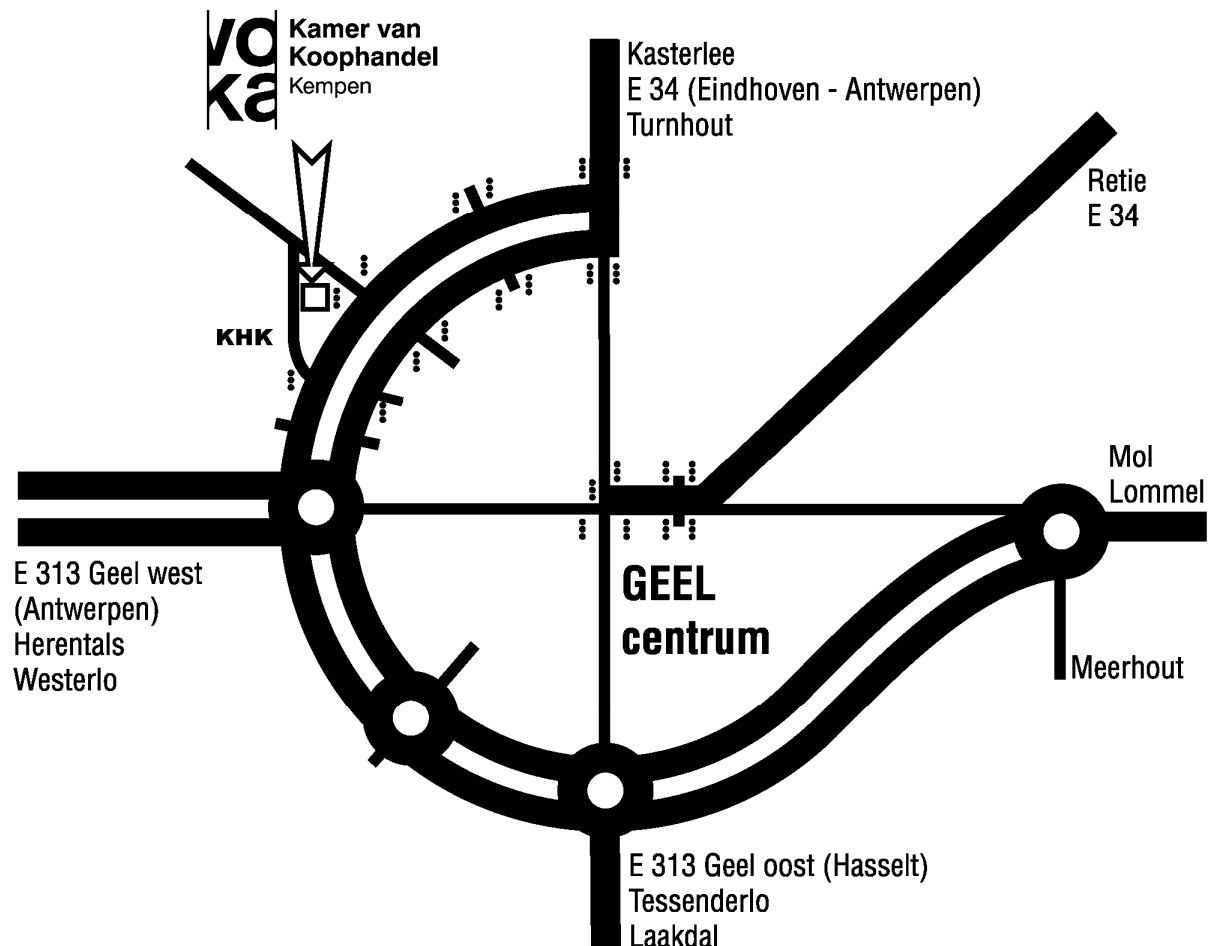 vo
ka
Kamer van
Koophandel
Kempen
Kasterlee
E 34 (Eindhoven - Antwerpen)
Turnhout
Retie
E 34
KHK
Mol
Lommel
E 313 Geel west
(Antwerpen)
Herentals
Westerlo
GEEL
centrum
Meerhout
E 313 Geel oost (Hasselt)
Tessenderlo
Laakdal